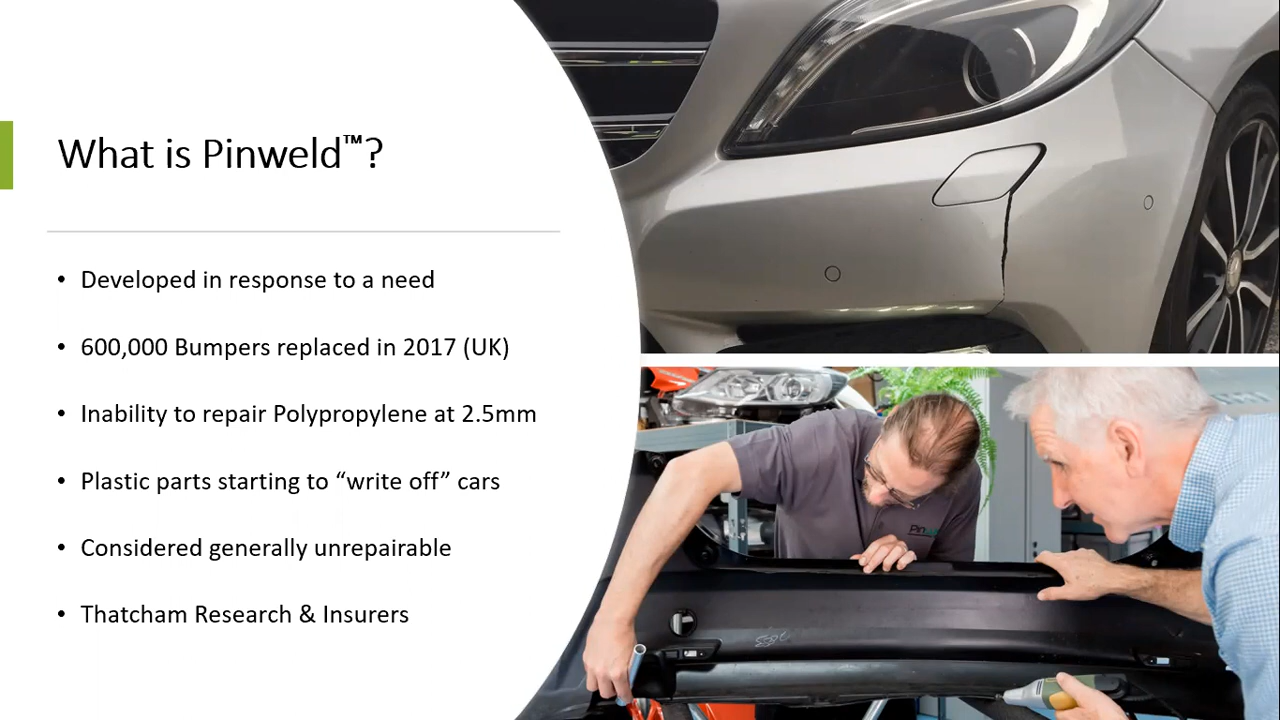 What is Pinweld™?
• Developed in response to a need
• 600,000 Bumpers replaced in 2017 (UK)
• Inability to repair Polypropylene at 2.5mm
• Plastic parts starting to “write off” cars
• Considered generally unrepairable
• Thatcham Research & Insurers